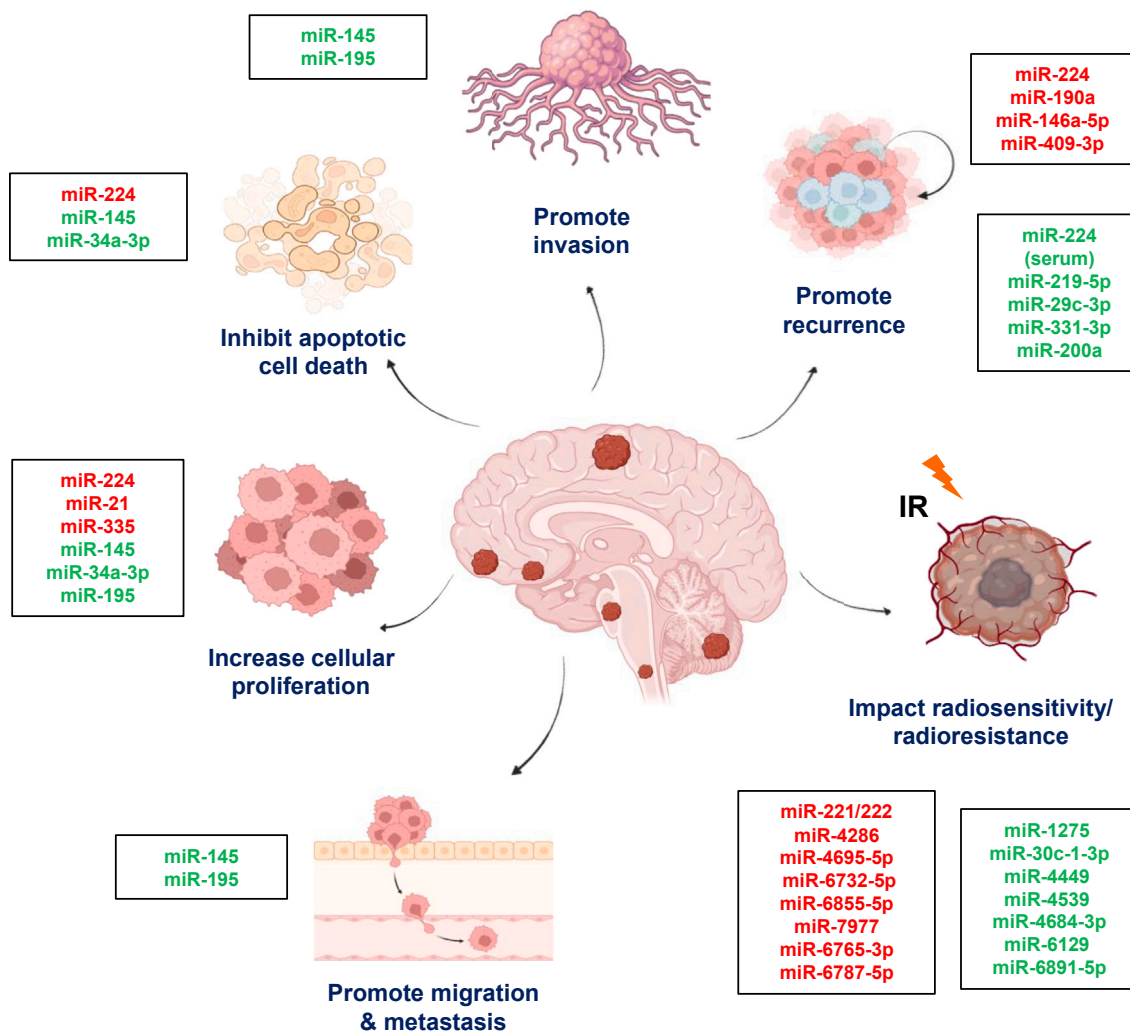 miR-145
miR-195
Promote
invasion
miR-224
miR-190a
miR-146a-5p
miR-409-3p
miR-224
(serum)
miR-219-5p
miR-29c-3p
miR-331-3p
miR-200a
Promote
recurrence
miR-224
miR-145
miR-34a-3p
Inhibit apoptotic
cell death
miR-224
miR-21
miR-335
miR-145
miR-34a-3p
miR-195
Increase cellular
proliferation
IR
Impact radiosensitivity/
radioresistance
miR-145
miR-195
Promote migration
& metastasis
miR-221/222
miR-4286
miR-4695-5p
miR-6732-5p
miR-6855-5p
miR-7977
miR-6765-3p
miR-6787-5p
miR-1275
miR-30c-1-3p
miR-4449
miR-4539
miR-4684-3p
miR-6129
miR-6891-5p